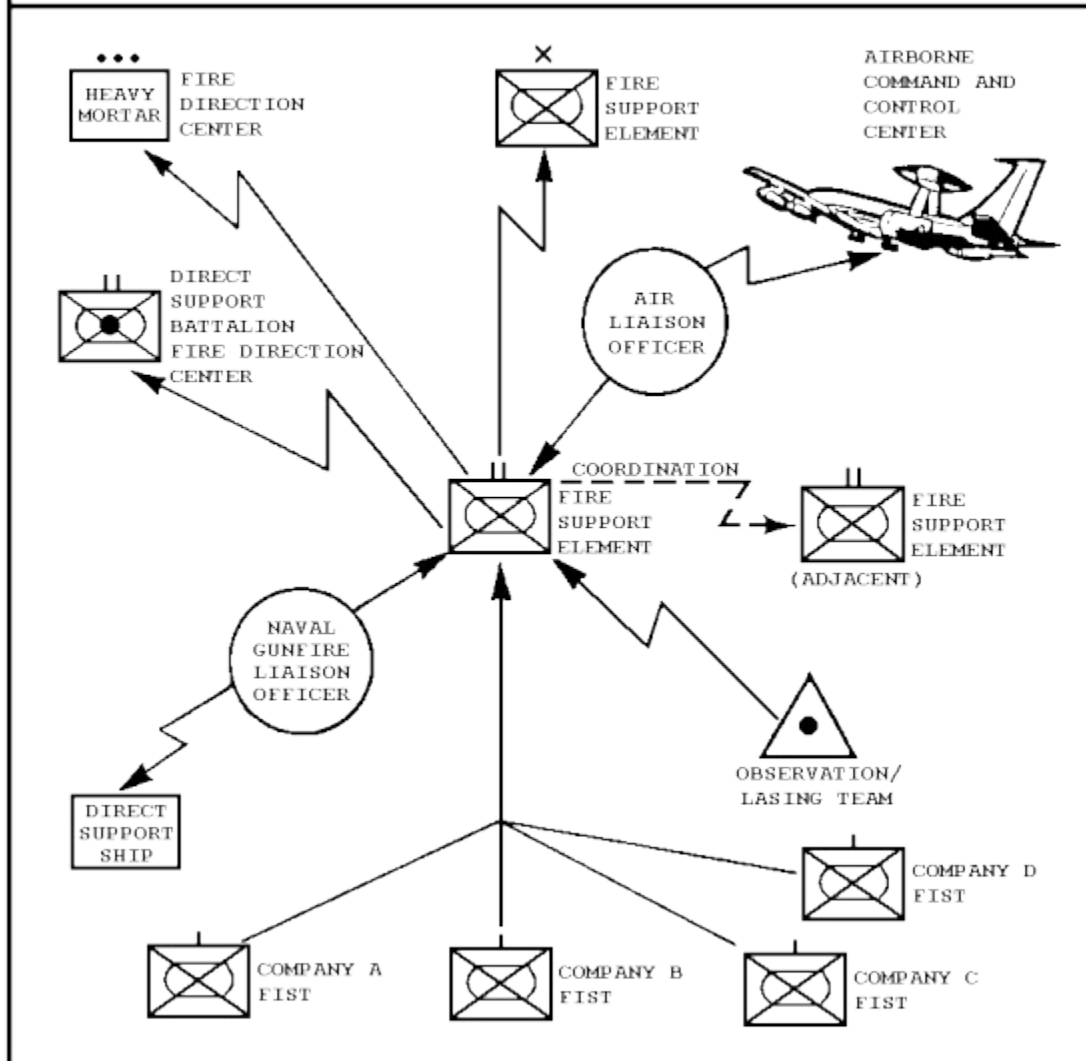 HEAVY
MORTAR
FIRE
DIRECTION
CENTER
FIRE
SUPPORT
ELEMENT
AIRBORNE
COMMAND AND
CONTROL
CENTER
DIRECT
SUPPORT
BATTALION
FIRE DIRECTION
CENTER
AIR
LIAISON
OFFICER
COORDINATION
FIRE
SUPPORT
ELEMENT
FIRE
SUPPORT
ELEMENT
(ADJACENT)
NAVAL
GUNFIRE
LIAISON
OFFICER
OBSERVATION/
LASING TEAM
DIRECT
SUPPORT
SHIP
COMPANY D
FIST
COMPANY A
FIST
COMPANY B
FIST
COMPANY C
FIST